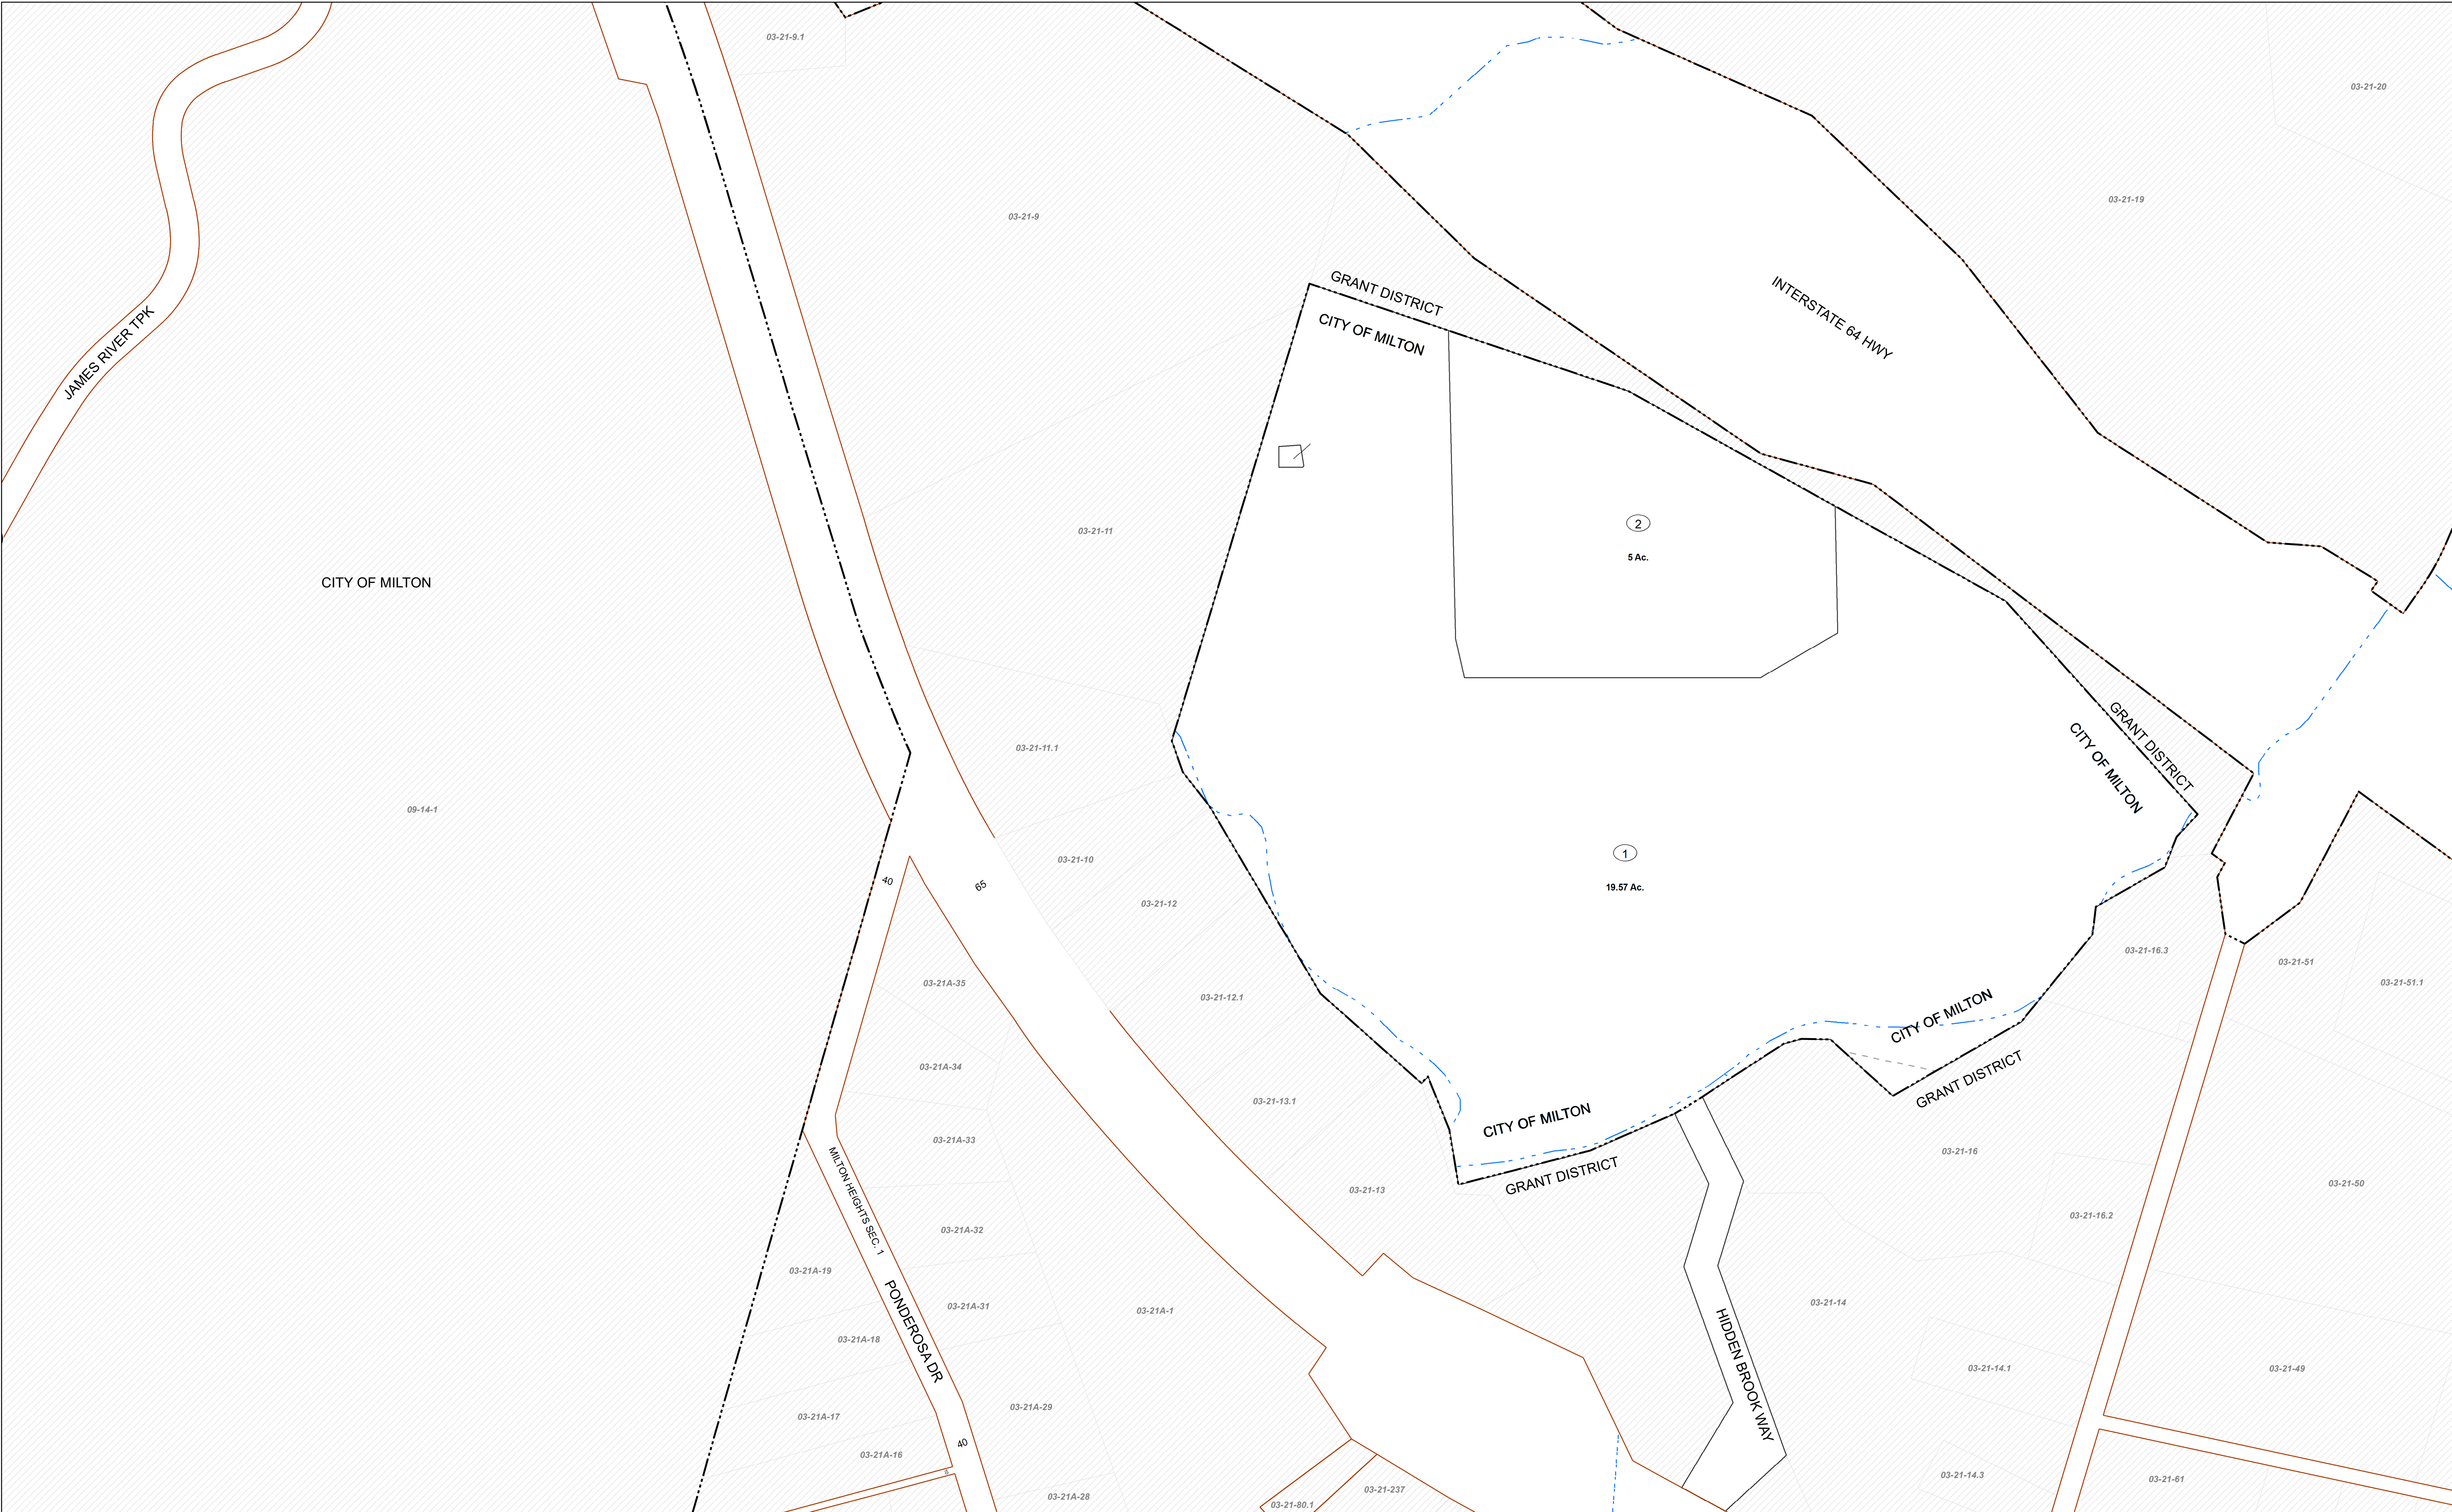 03-21-9.1
03-21-20
03-21-19
03-21-9
GRANT DISTRICT
CITY OF MILTON
INTERSTATE 64 HWY
JAMES RIVER TPK
03-21-11
2
5 Ac.
CITY OF MILTON
GRANT DISTRICT
CITY OF MILTON
03-21-11.1
09-14-1
1
19.57 Ac.
03-21-10
40
65
03-21-12
03-21-16.3
03-21-51
03-21-51.1
03-21A-35
03-21-12.1
CITY OF MILTON
GRANT DISTRICT
03-21A-34
03-21-13.1
CITY OF MILTON
GRANT DISTRICT
03-21A-33
03-21-16
03-21-13
03-21-50
MILTON HEIGHTS SEC. 1
03-21-16.2
03-21A-32
03-21A-19
03-21A-31
03-21A-1
03-21-14
PONDEROSA DR
03-21A-18
HIDDEN BROOK WAY
03-21-14.1
03-21-49
03-21A-17
03-21A-29
40
03-21A-16
03-21-14.3
03-21-61
03-21A-28
03-21-237
03-21-80.1